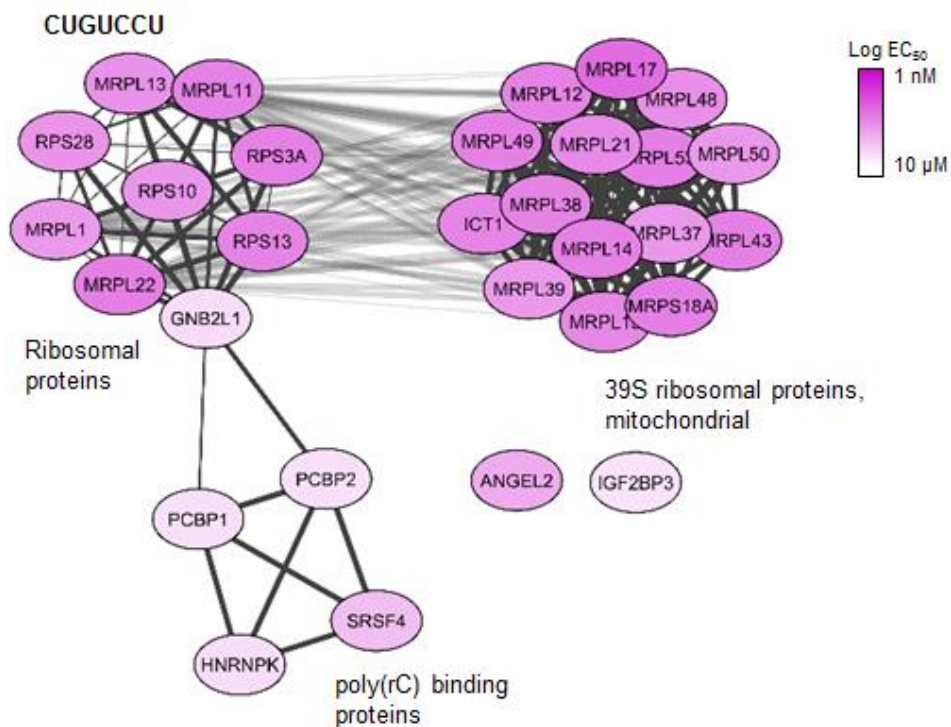 CUGUCCU
Log EC₅₀
1 nM
10 µM
MRPL13
MRPL11
RPS28
RPS3A
RPS10
MRPL1
RPS13
MRPL22
GNB2L1
Ribosomal
proteins
MRPL17
MRPL12
MRPL48
MRPL49
MRPL21
MRPL50
MRPL38
ICT1
MRPL37
MRPL14
MRPL39
MRPS18A
39S ribosomal proteins,
mitochondrial
PCBP2
ANGEL2
IGF2BP3
PCBP1
SRSF4
HNRNPK
poly(rC) binding
proteins